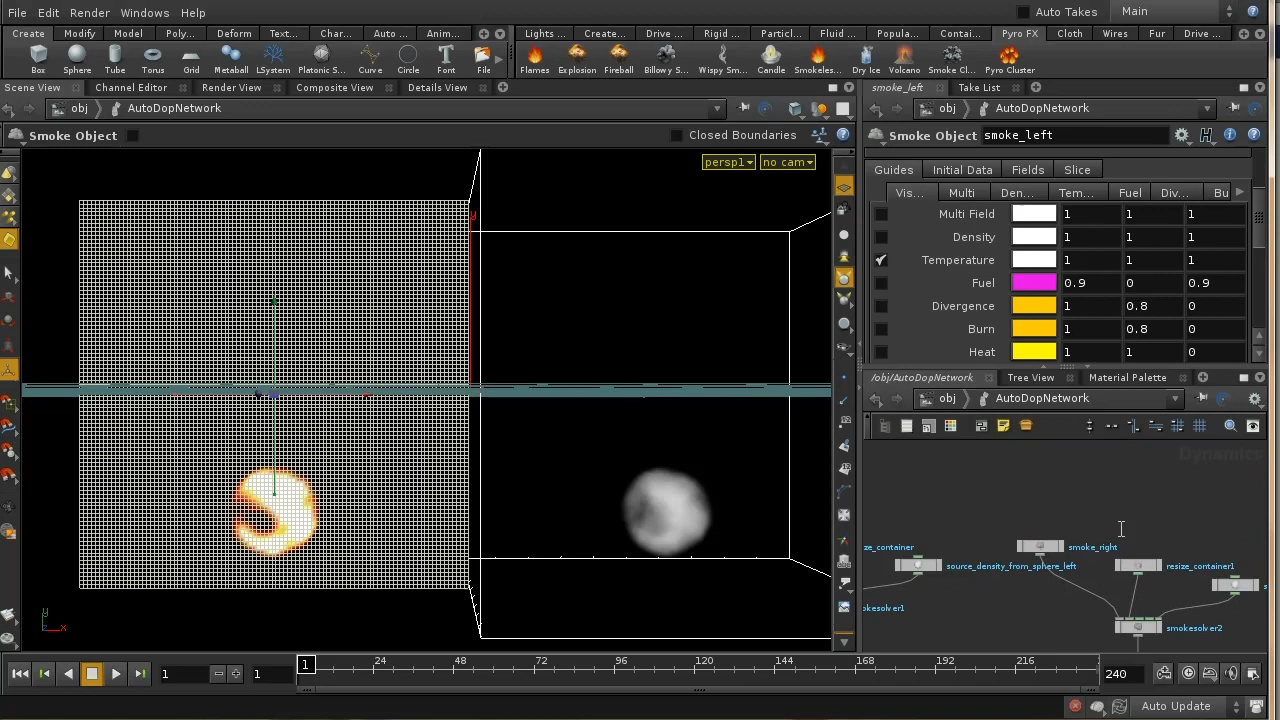 File Edit Render Windows Help Auto Takes Main
Create Modify Model Poly... Deform Text... Char... Auto ... Anim... Lights ... Create... Drive ... Rigid ... Particl... Fluid ... Popula... Contai... Pyro FX Cloth Wires Fur Drive ...
Box Sphere Tube Torus Grid Metaball LSystem Platonic S... Curve Circle Font File Flames Explosion Fireball Billowy S... Wispy Sm... Candle Smokeles... Dry Ice Volcano Smoke Cl... Pyro Cluster
Scene View Channel Editor Render View Composite View Details View smoke_left Take List
obj AutoDopNetwork obj AutoDopNetwork
Smoke Object Closed Boundaries Smoke Object smoke_left
persp1 no cam
Guides Initial Data Fields Slice
Vis... Multi Den... Tem... Fuel Div... Bu
Multi Field 1 1 1
Density 1 1 1
Temperature 1 1 1
Fuel 0.9 0 0.9
Divergence 1 0.8 0
Burn 1 0.8 0
Heat 1 1 0
/obj/AutoDopNetwork Tree View Material Palette
obj AutoDopNetwork
Dynamics
ze_container smoke_right
source_density_from_sphere_left resize_container1
okesolver1
smokesolver2
y
y
x
1 1 1 24 48 72 96 120 144 168 192 216 240
Auto Update